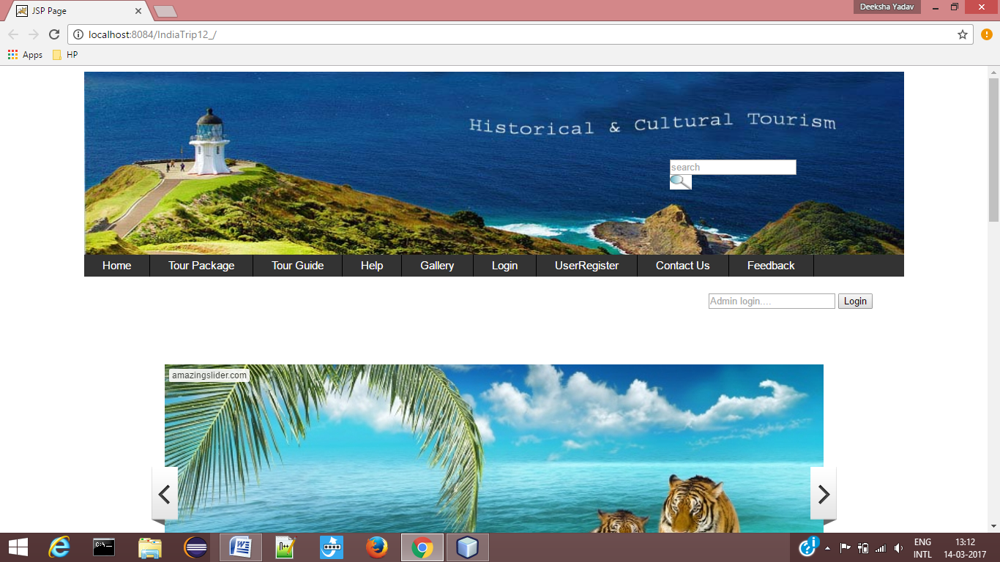 JSP Page
Deeksha Yadav
localhost:8084/IndiaTrip12_/
Apps HP
Historical & Cultural Tourism
search
Home Tour Package Tour Guide Help Gallery Login UserRegister Contact Us Feedback
Admin login.... Login
amazingslider.com
ENG 13:12
INTL 14-03-2017